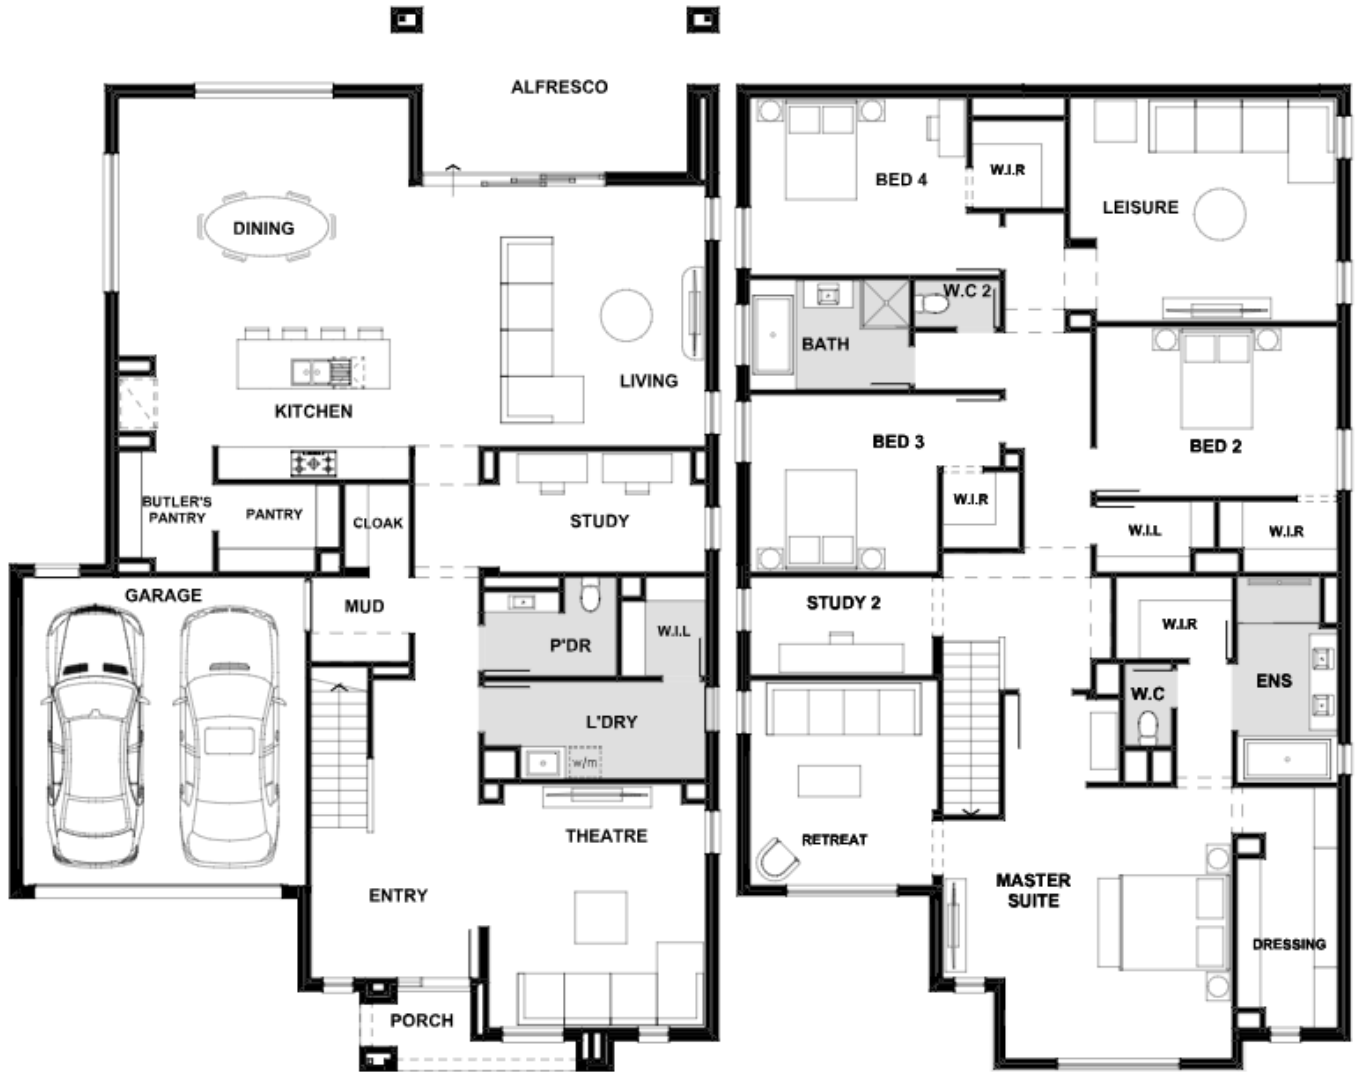 ALFRESCO
DINING
LIVING
KITCHEN
BUTLER'S
PANTRY
PANTRY
CLOAK
STUDY
GARAGE
MUD
P'DR
W.I.L
L'DRY
w/m
THEATRE
ENTRY
PORCH
BED 4
W.I.R
LEISURE
W.C 2
BATH
BED 3
BED 2
W.I.R
W.I.L
W.I.R
STUDY 2
W.I.R
W.C
ENS
RETREAT
MASTER
SUITE
DRESSING